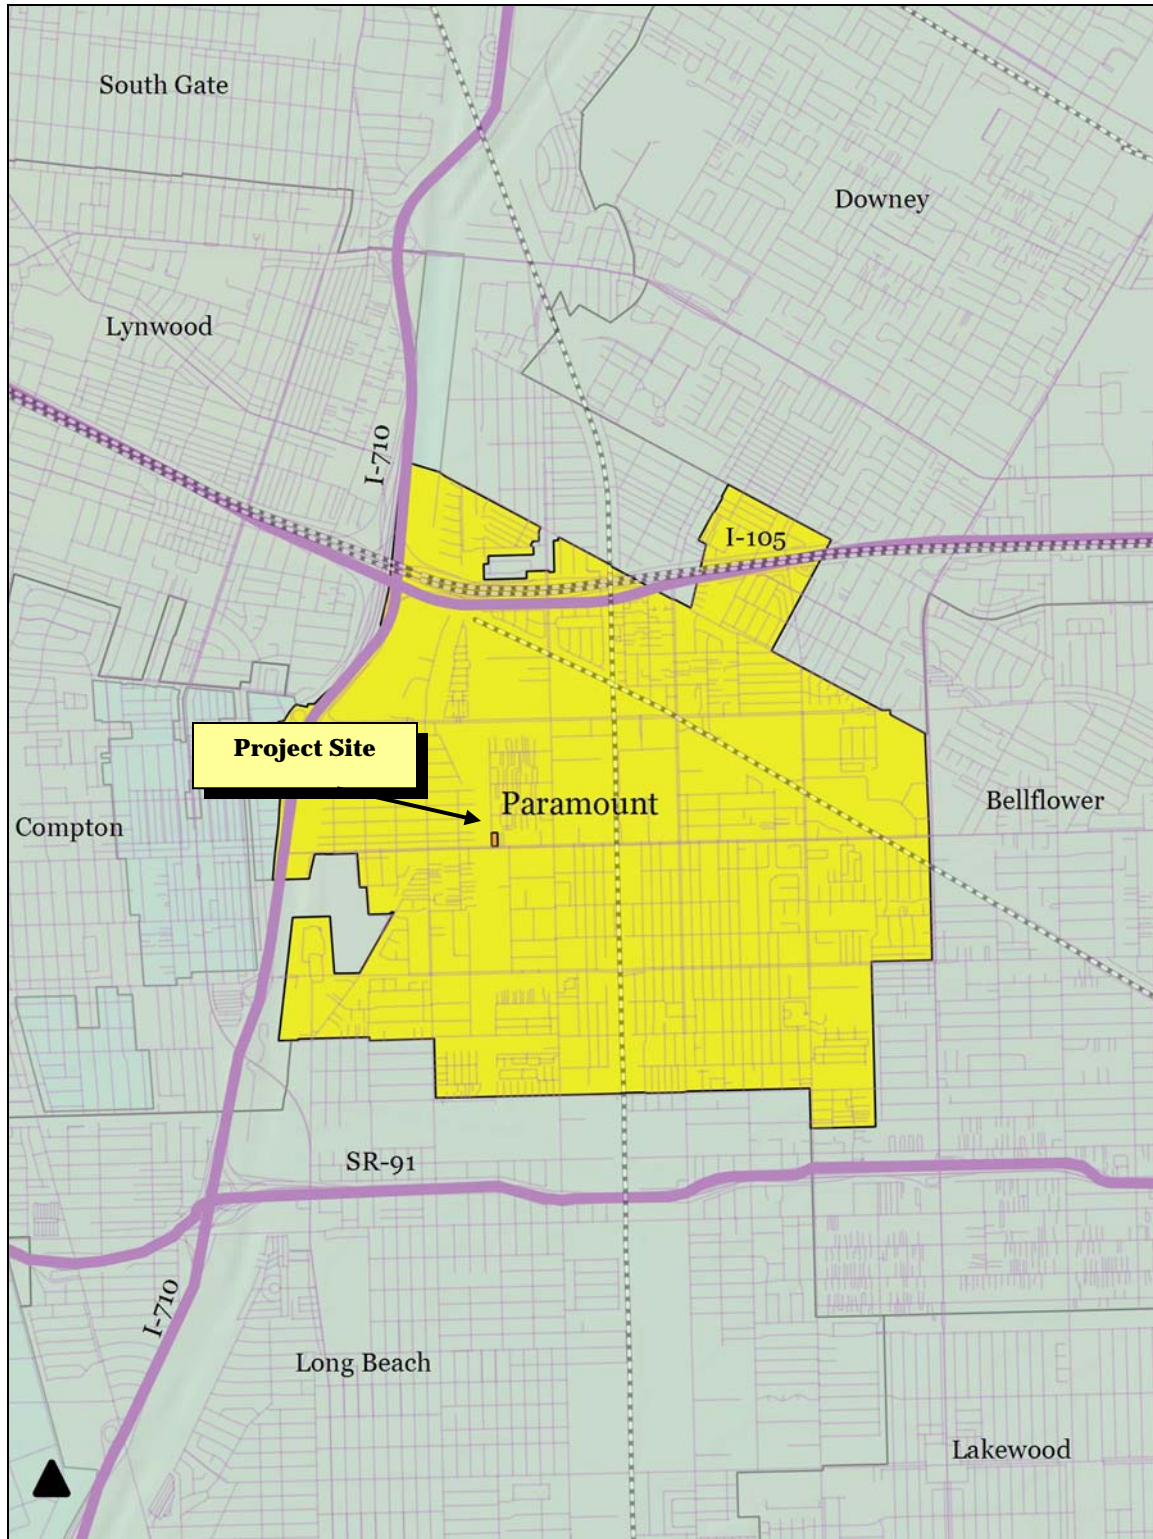 South Gate
Downey
Lynwood
I-710
I-105
Project Site
Paramount
Bellflower
Compton
SR-91
I-710
Long Beach
Lakewood